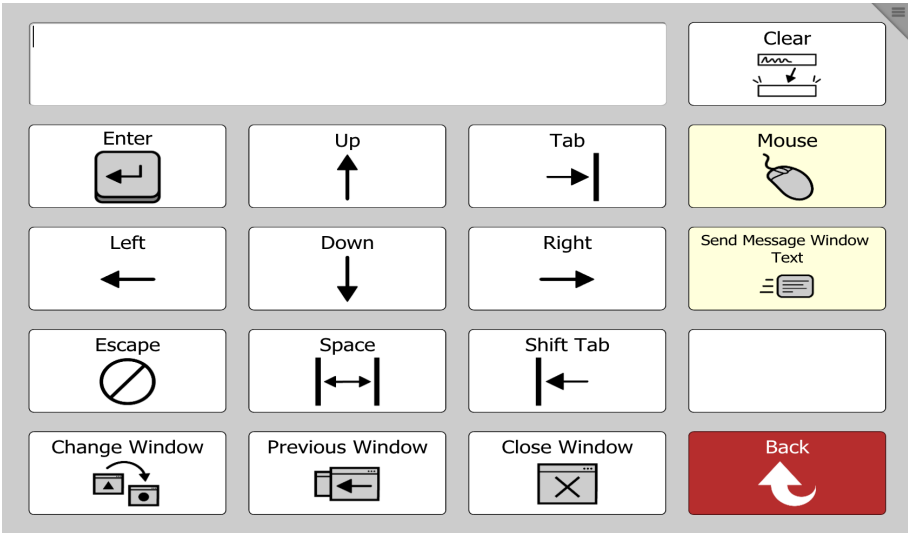 Clear
Enter
Up
Tab
Mouse
Left
Down
Right
Send Message Window
Text
Escape
Space
Shift Tab
Change Window
Previous Window
Close Window
Back